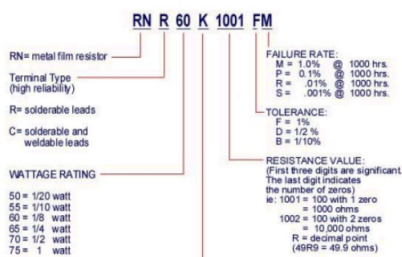 RN R 60 K 1001 FM
RN= metal film resistor
Terminal Type
(high reliability)
R= solderable leads
C= solderable and
weldable leads
WATTAGE RATING
50 = 1/20 watt
55 = 1/10 watt
60 = 1/8 watt
65 = 1/4 watt
70 = 1/2 watt
75 = 1 watt
FAILURE RATE:
M = 1.0% @ 1000 hrs.
P = 0.1% @ 1000 hrs.
R = .01% @ 1000 hrs.
S = .001% @ 1000 hrs.
TOLERANCE:
F = 1%
D = 1/2 %
B = 1/10%
RESISTANCE VALUE:
(First three digits are significant.
The last digit indicates
the number of zeros)
ie: 1001 = 100 with 1 zero
= 1000 ohms
1002 = 100 with 2 zeros
= 10,000 ohms
R = decimal point
(49R9 = 49.9 ohms)